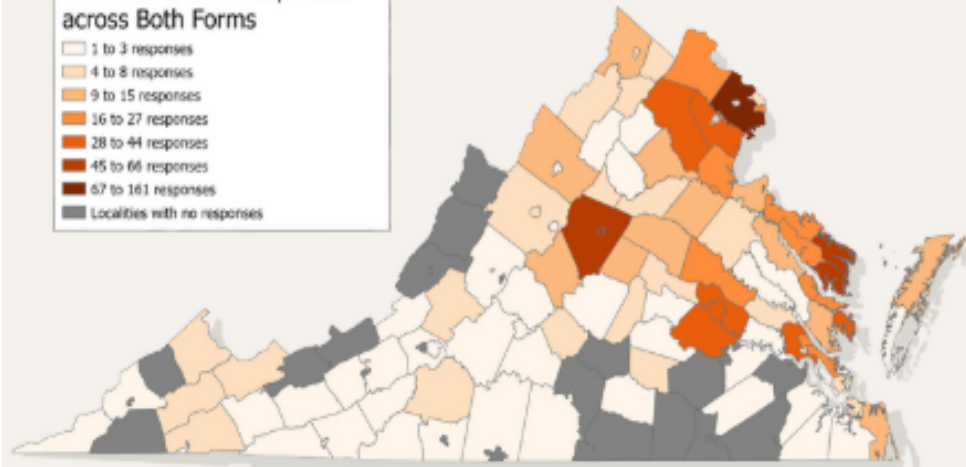 across Both Forms
1 to 3 responses
4 to 8 responses
9 to 15 responses
16 to 27 responses
28 to 44 responses
45 to 66 responses
67 to 161 responses
Localities with no responses